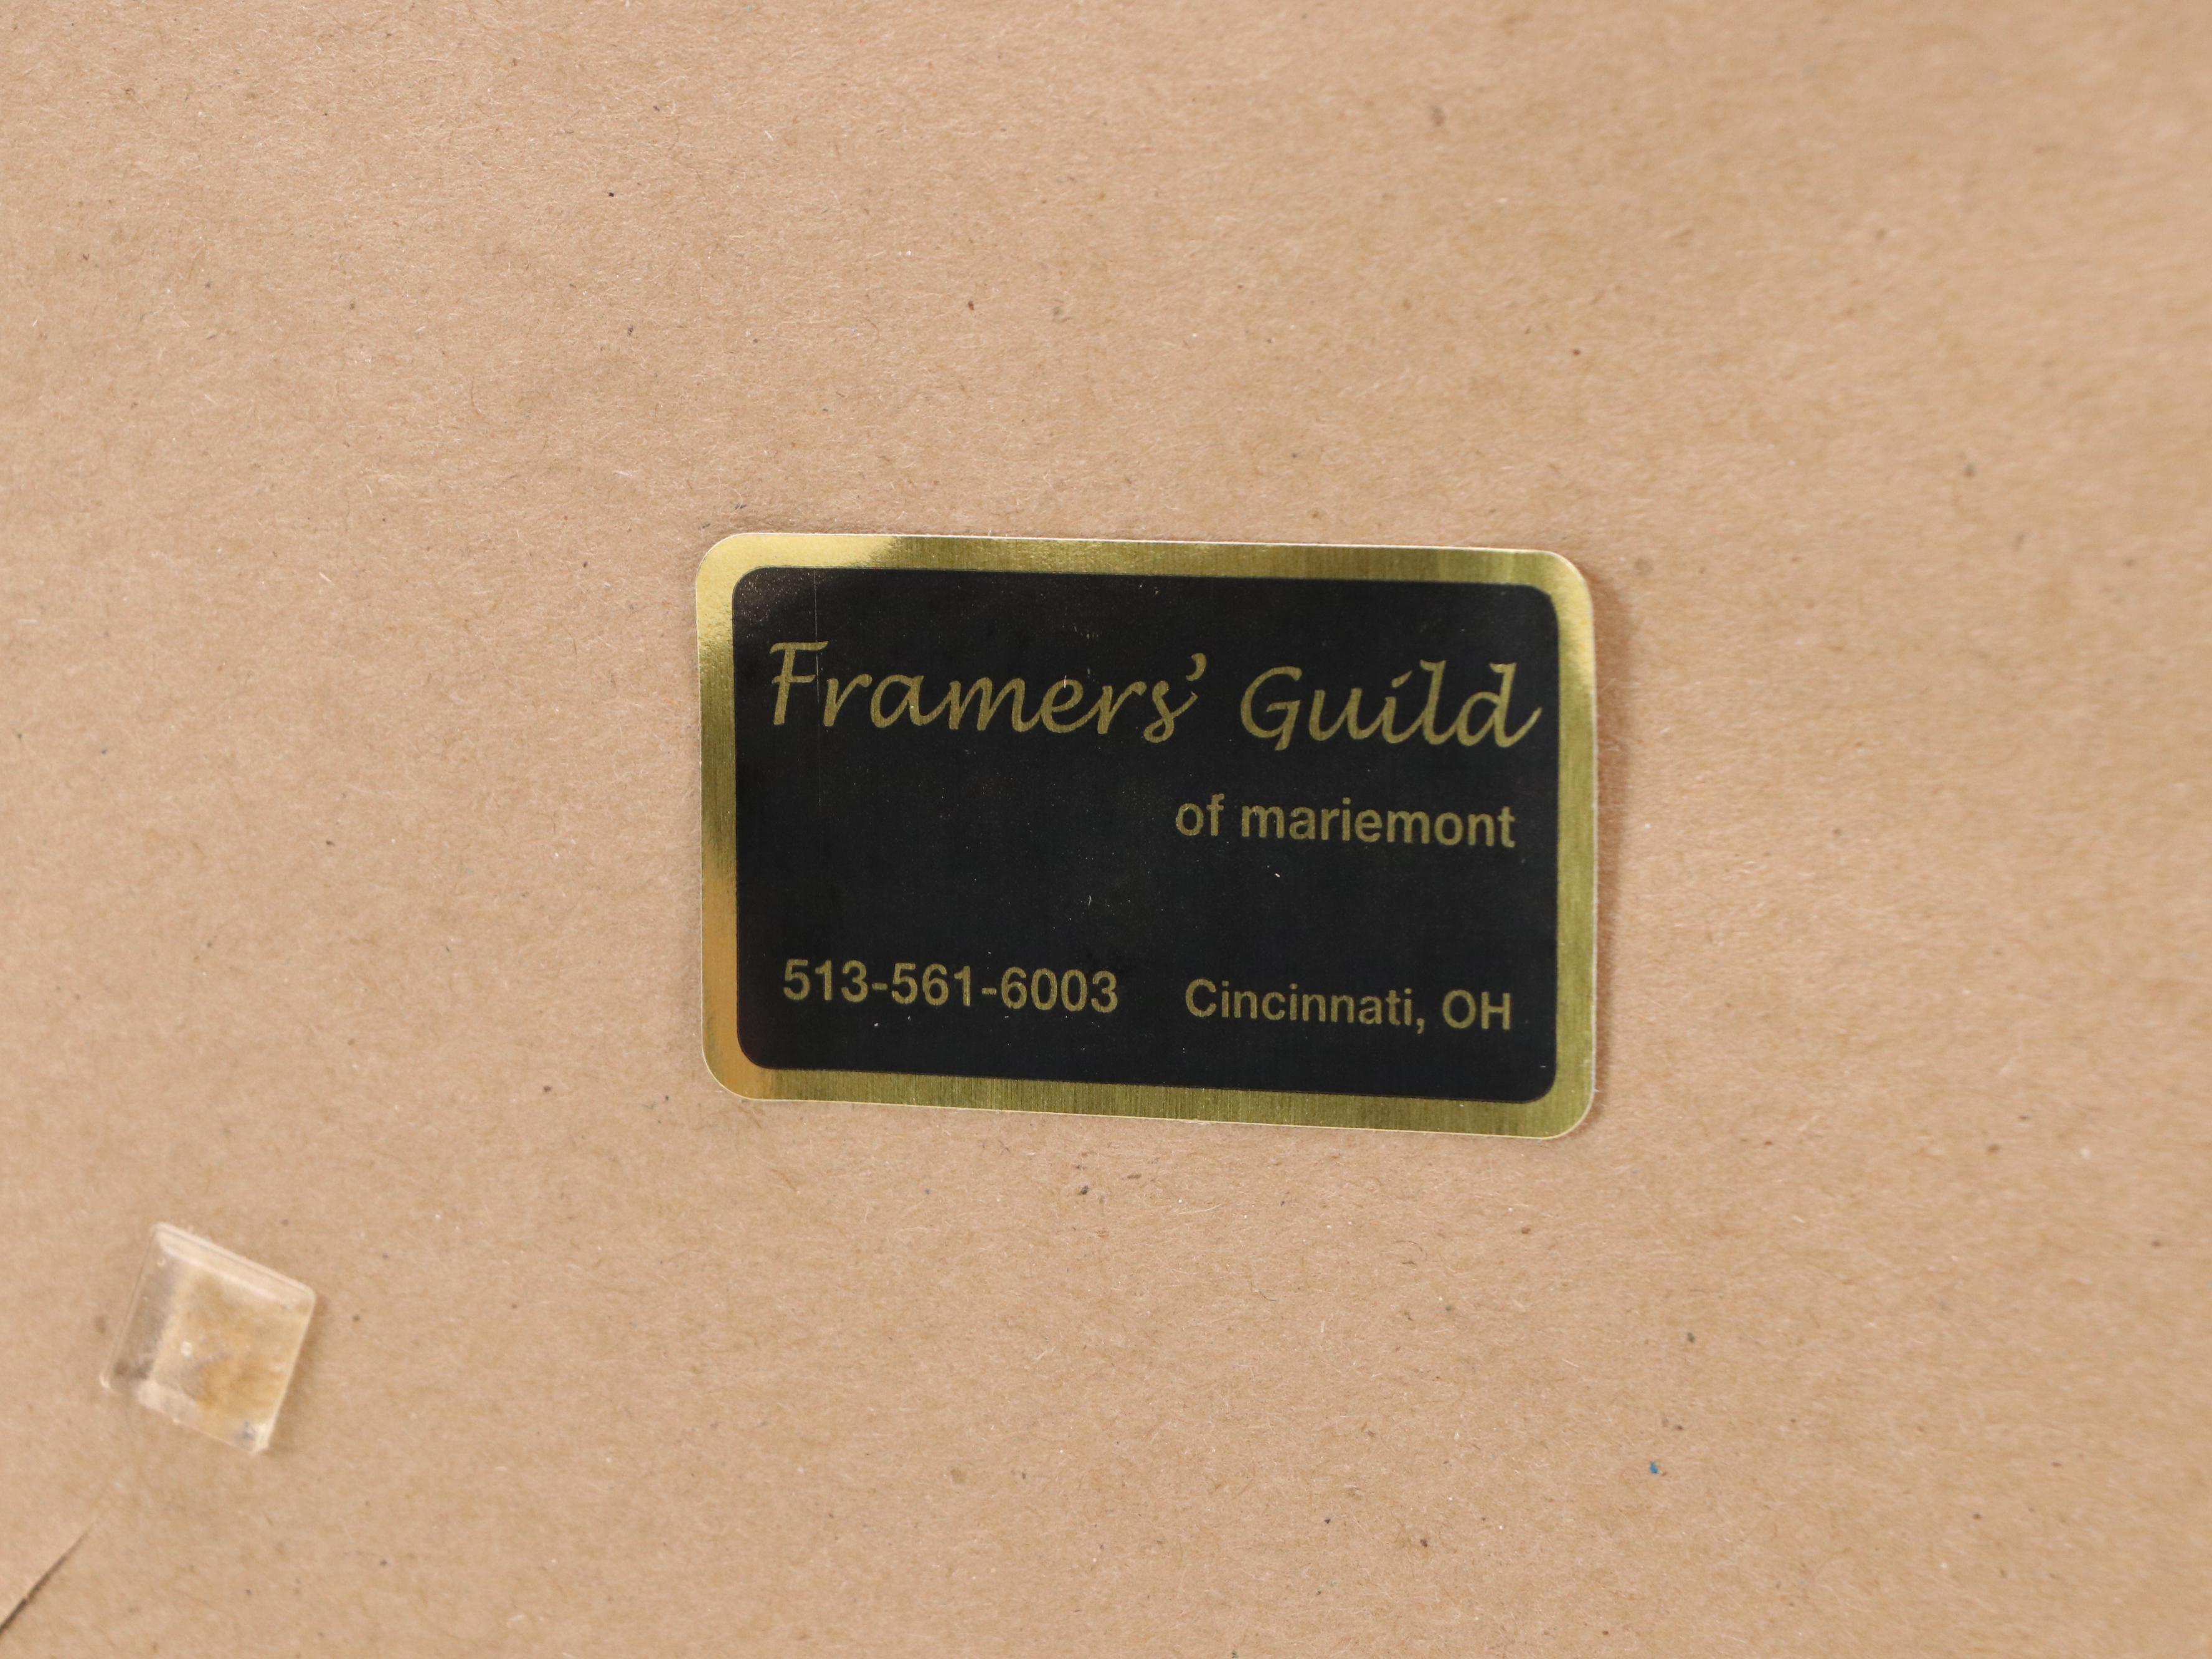 Framers' Guild
of mariemont
513-561-6003 Cincinnati, OH